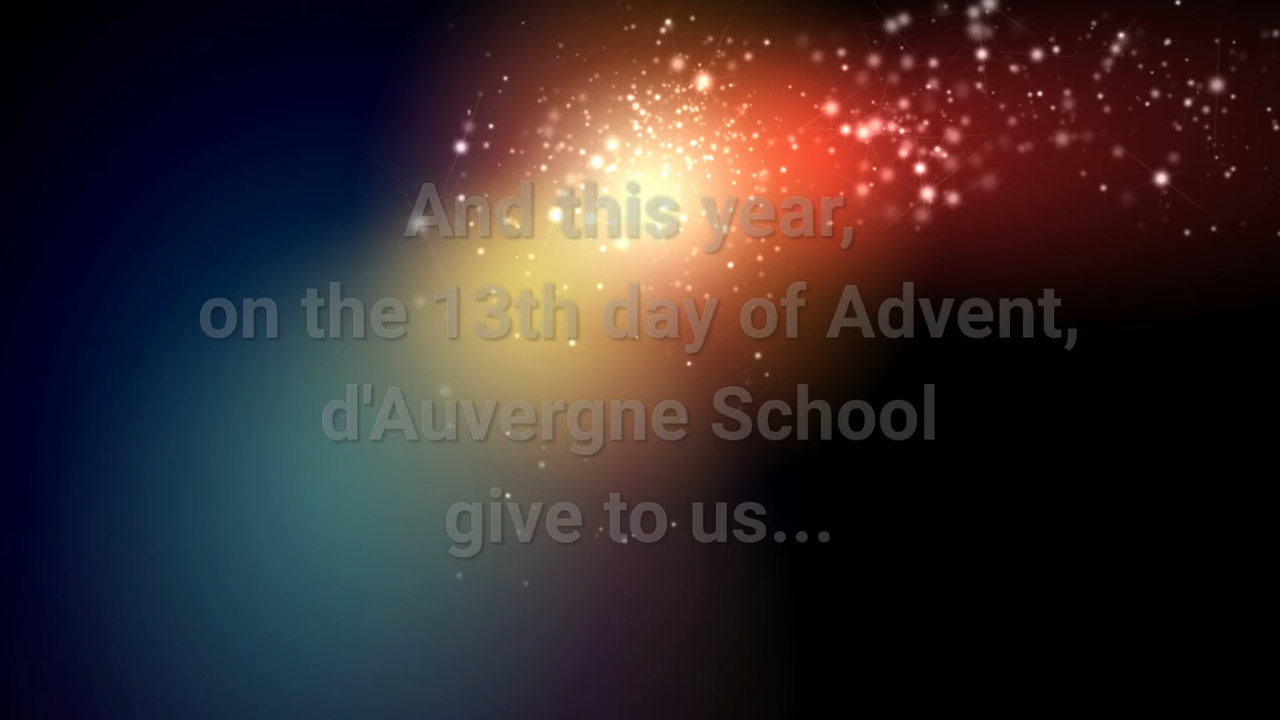 And this year,
on the 13th day of Advent,
d'Auvergne School
give to us...